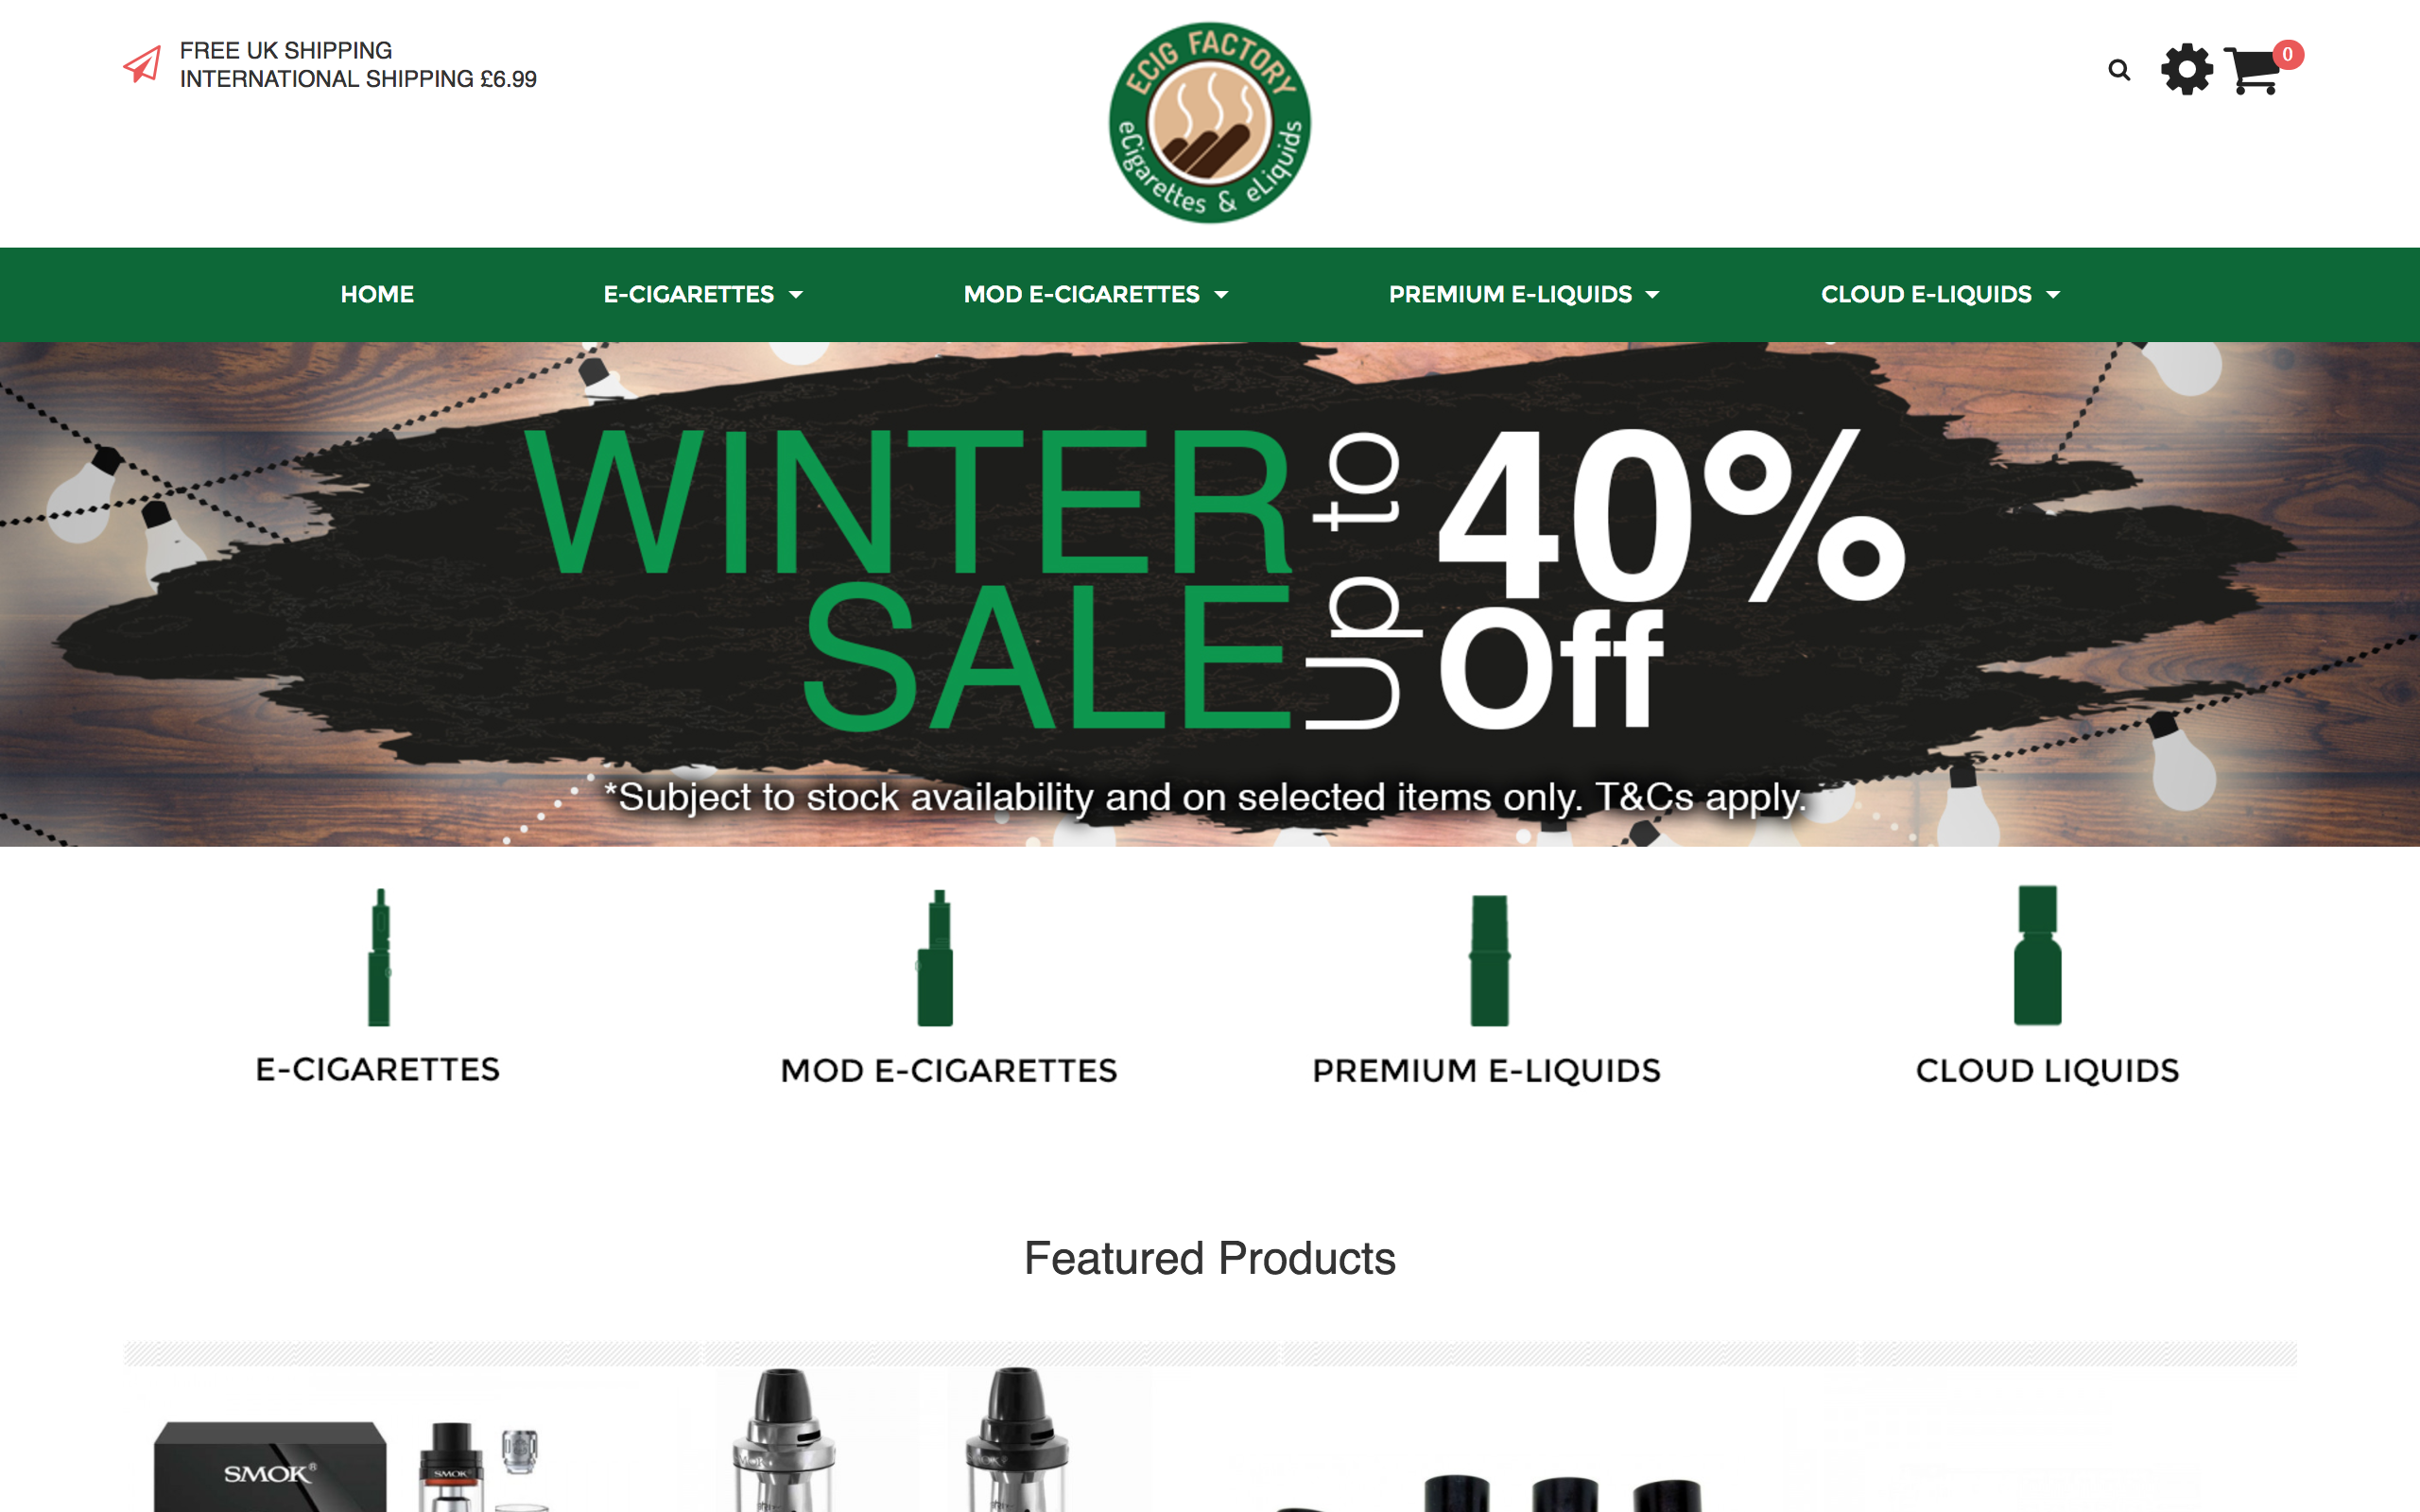 FREE UK SHIPPING
INTERNATIONAL SHIPPING £6.99
ECIG FACTORY
eCigarettes & eLiquids
0
HOME
E-CIGARETTES
MOD E-CIGARETTES
PREMIUM E-LIQUIDS
CLOUD E-LIQUIDS
WINTER
SALE
Up to
40%
Off
*Subject to stock availability and on selected items only. T&Cs apply.
E-CIGARETTES
MOD E-CIGARETTES
PREMIUM E-LIQUIDS
CLOUD LIQUIDS
Featured Products
SMOK®
SMOK